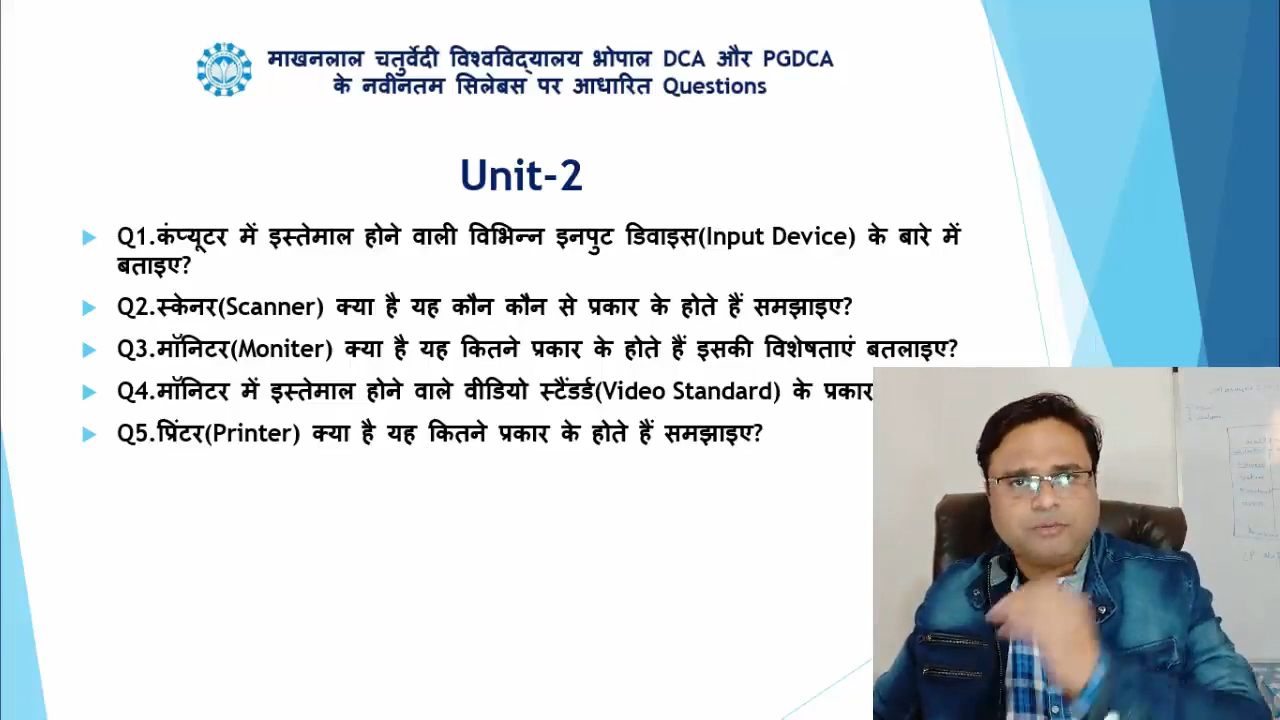 माखनलाल चतुर्वेदी विश्वविद्यालय भोपाल DCA और PGDCA
के नवीनतम सिलेबस पर आधारित Questions
Unit-2
Q1.कंप्यूटर में इस्तेमाल होने वाली विभिन्न इनपुट डिवाइस(Input Device) के बारे में
बताइए?
Q2.स्केनर(Scanner) क्या है यह कौन कौन से प्रकार के होते हैं समझाइए?
Q3.मॉनिटर(Moniter) क्या है यह कितने प्रकार के होते हैं इसकी विशेषताएं बतलाइए?
Q4.मॉनिटर में इस्तेमाल होने वाले वीडियो स्टैंडर्ड(Video Standard) के प्रकार
Q5.प्रिंटर(Printer) क्या है यह कितने प्रकार के होते हैं समझाइए?